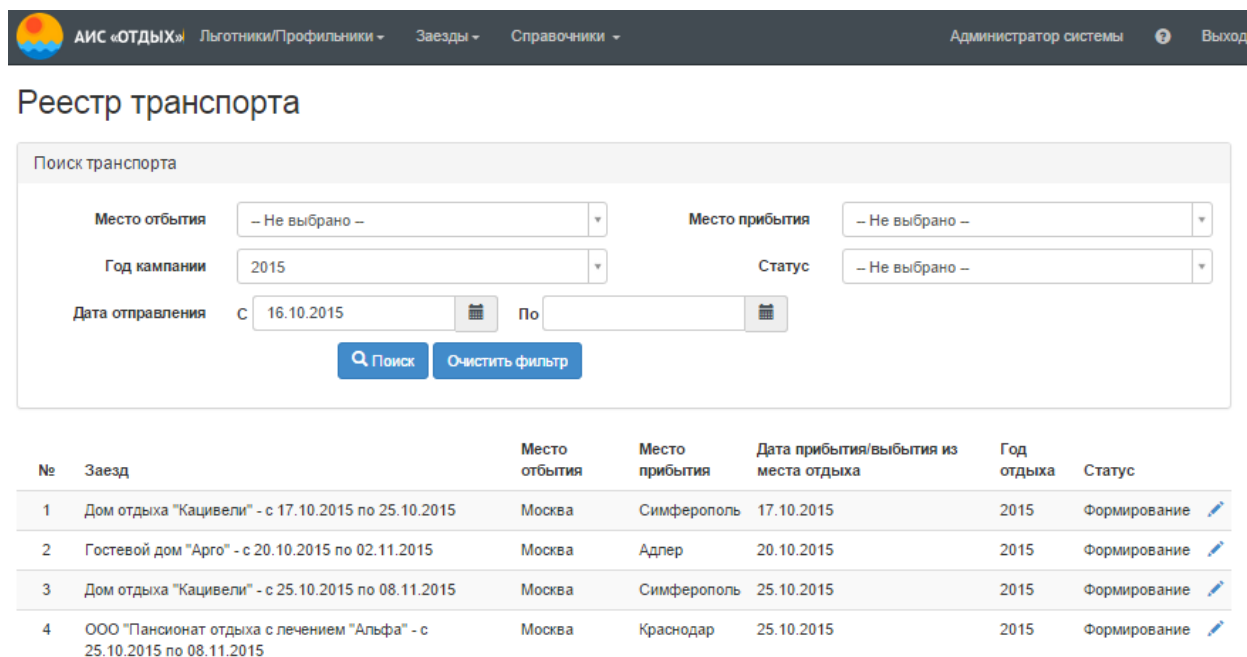 АИС «ОТДЫХ» Льготники/Профильники Заезды Справочники Администратор системы ? Выход
Реестр транспорта
Поиск транспорта
Место отбытия -- Не выбрано -- Место прибытия -- Не выбрано --
Год кампании 2015 Статус -- Не выбрано --
Дата отправления С 16.10.2015 По
Поиск Очистить фильтр
№ Заезд Место отбытия Место прибытия Дата прибытия/выбытия из места отдыха Год отдыха Статус
1 Дом отдыха "Кацивели" - с 17.10.2015 по 25.10.2015 Москва Симферополь 17.10.2015 2015 Формирование
2 Гостевой дом "Арго" - с 20.10.2015 по 02.11.2015 Москва Адлер 20.10.2015 2015 Формирование
3 Дом отдыха "Кацивели" - с 25.10.2015 по 08.11.2015 Москва Симферополь 25.10.2015 2015 Формирование
4 ООО "Пансионат отдыха с лечением "Альфа" - с Москва Краснодар 25.10.2015 2015 Формирование
25.10.2015 по 08.11.2015